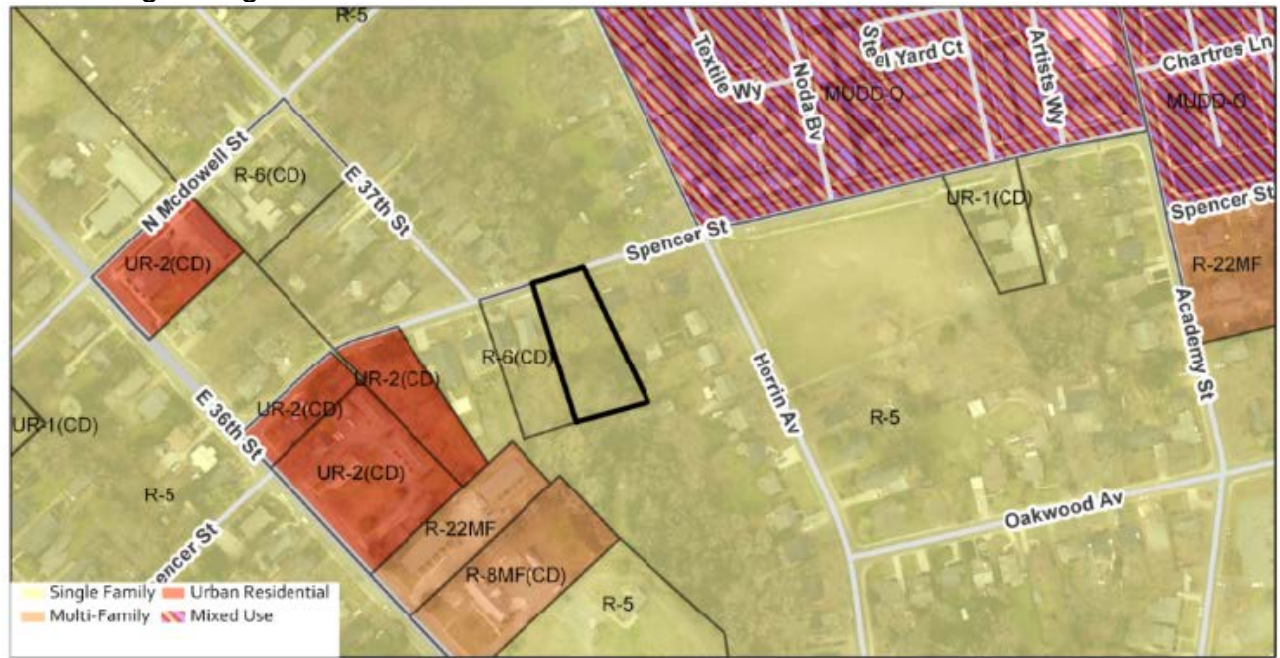 R-5
Textile Wy
Noda Bv
Steel Yard Ct
Artists Wy
Chartres Ln
MUDD-O
MUDD-O
N Mcdowell St
R-6(CD)
E 37th St
UR-1(CD)
Spencer St
Spencer St
UR-2(CD)
R-22MF
Academy St
R-6(CD)
UR-2(CD)
Herrin Av
UR-2(CD)
UR-1(CD)
E 36th St
R-5
UR-2(CD)
R-5
R-22MF
Oakwood Av
encer St
R-8MF(CD)
R-5
Single Family
Urban Residential
Multi-Family
Mixed Use